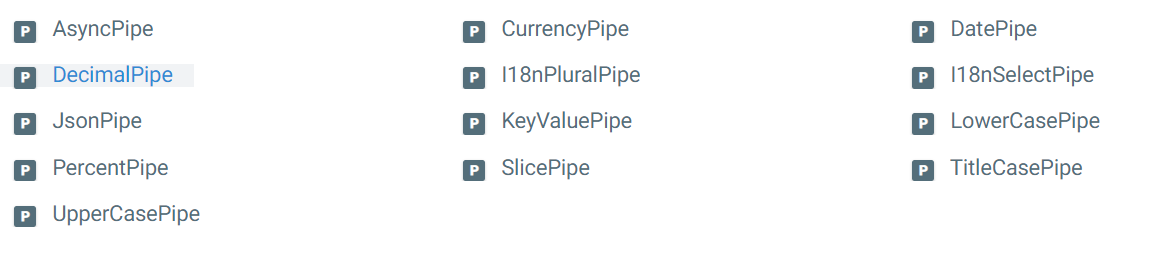 P AsyncPipe
P CurrencyPipe
P DatePipe
P DecimalPipe
P I18nPluralPipe
P I18nSelectPipe
P JsonPipe
P KeyValuePipe
P LowerCasePipe
P PercentPipe
P SlicePipe
P TitleCasePipe
P UpperCasePipe